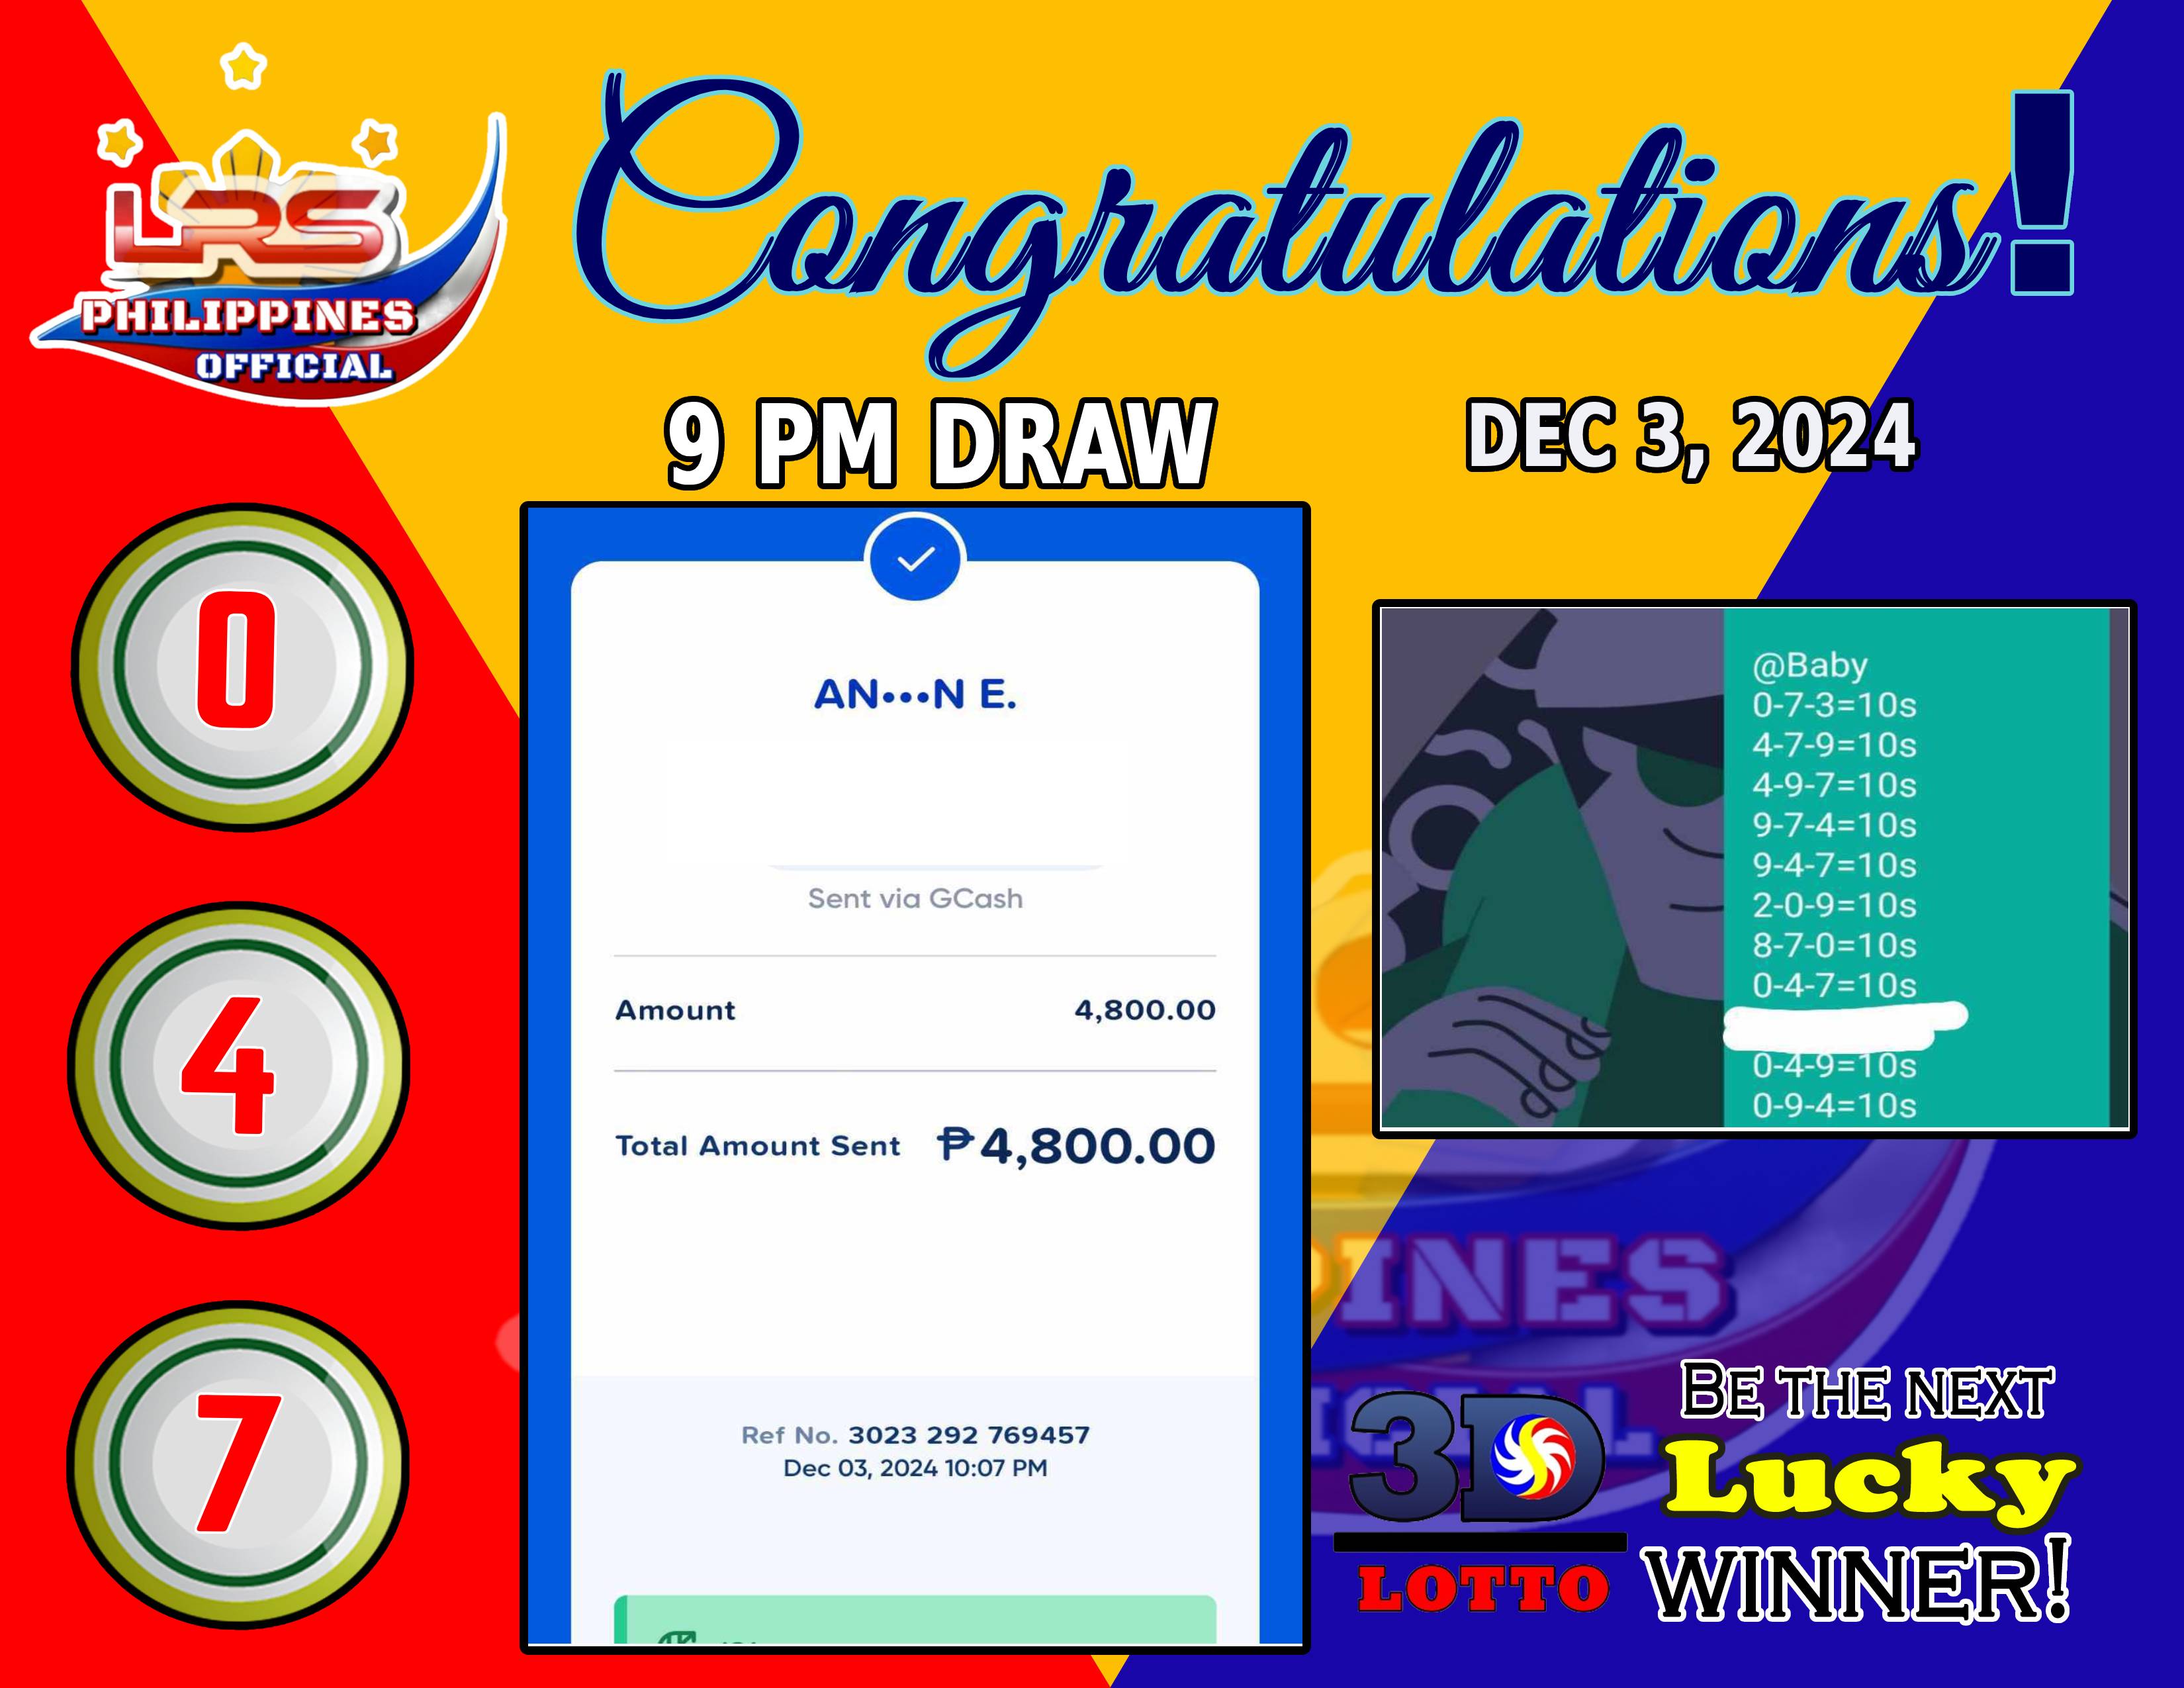 LRS
PHILIPPINES
OFFICIAL
Congratulations!
9 PM DRAW
DEC 3, 2024
0
4
7
AN•••N E.
Sent via GCash
Amount 4,800.00
Total Amount Sent ₱4,800.00
Ref No. 3023 292 769457
Dec 03, 2024 10:07 PM
@Baby
0-7-3=10s
4-7-9=10s
4-9-7=10s
9-7-4=10s
9-4-7=10s
2-0-9=10s
8-7-0=10s
0-4-7=10s
0-4-9=10s
0-9-4=10s
PINES
3D
LOTTO
BE THE NEXT
Lucky
WINNER!